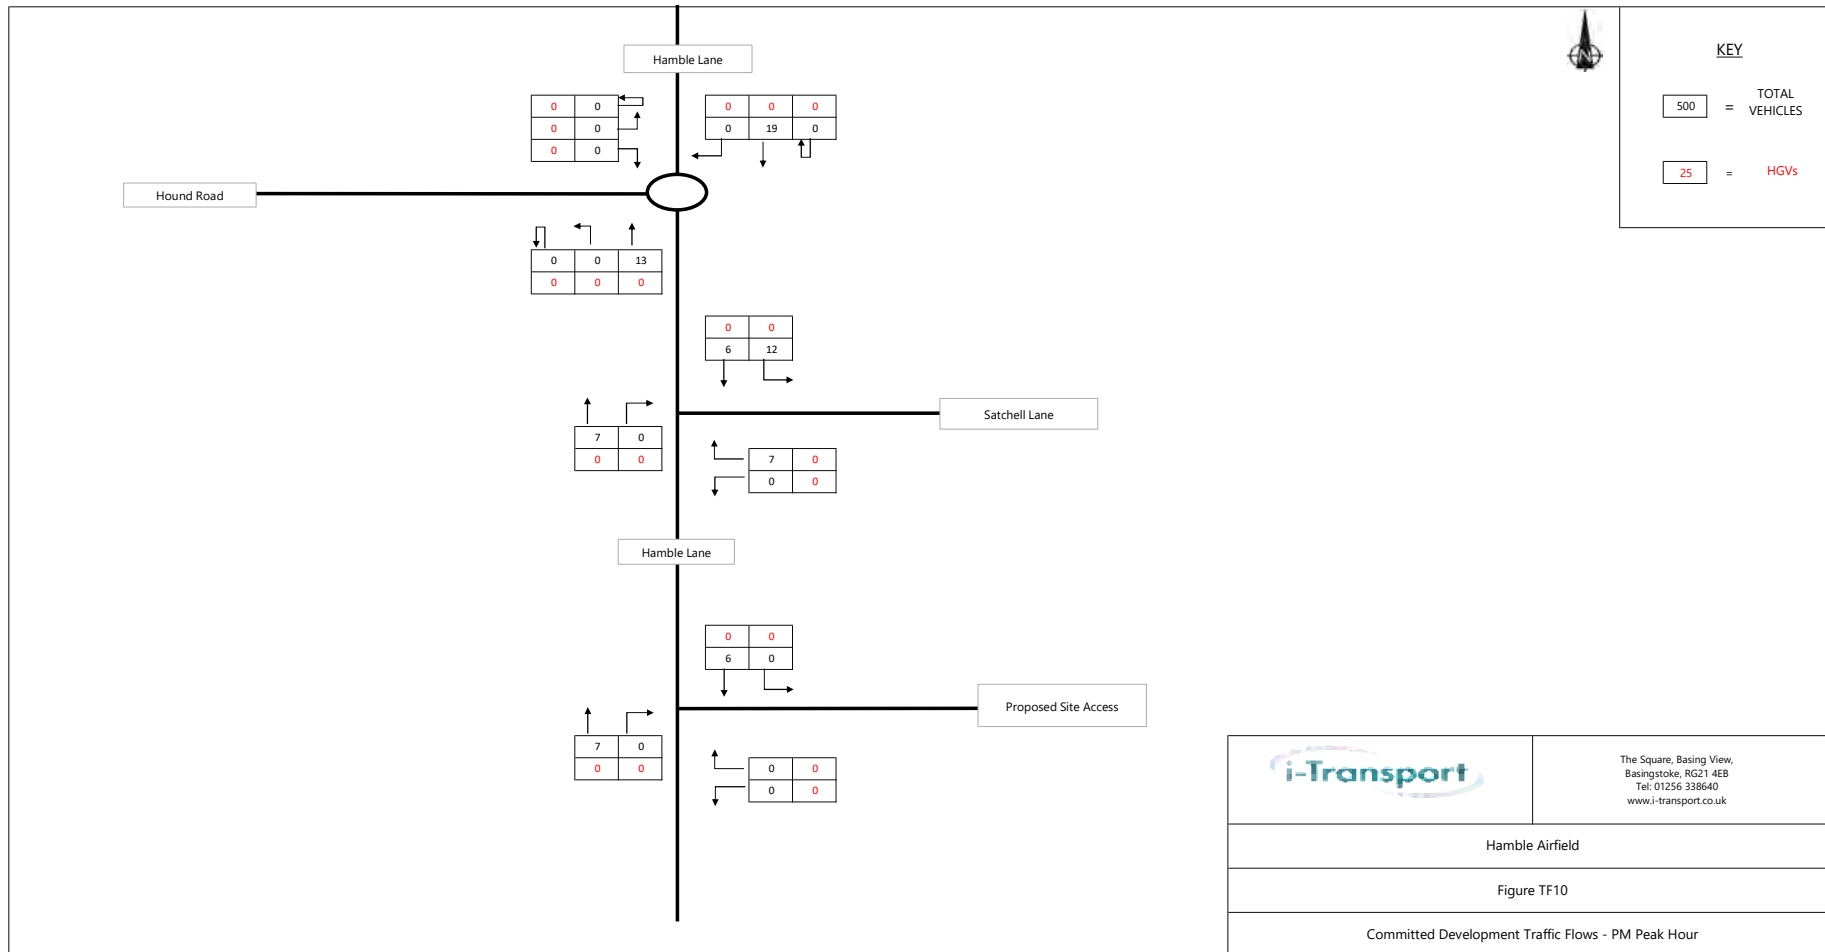 Hamble Lane
KEY
500 = TOTAL VEHICLES
25 = HGVs
0 0
0 0
0 0
0 0 0
0 19 0
Hound Road
0 0 13
0 0 0
0 0
6 12
Satchell Lane
7 0
0 0
7 0
0 0
Hamble Lane
0 0
6 0
Proposed Site Access
7 0
0 0
0 0
0 0
i-Transport
The Square, Basing View,
Basingstoke, RG21 4EB
Tel: 01256 338640
www.i-transport.co.uk
Hamble Airfield
Figure TF10
Committed Development Traffic Flows - PM Peak Hour